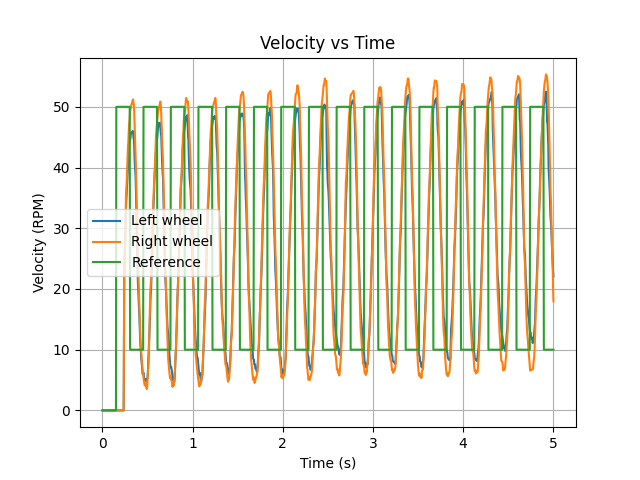 Velocity vs Time
Velocity (RPM)
50
40
30
20
10
0
Left wheel
Right wheel
Reference
0 1 2 3 4 5
Time (s)